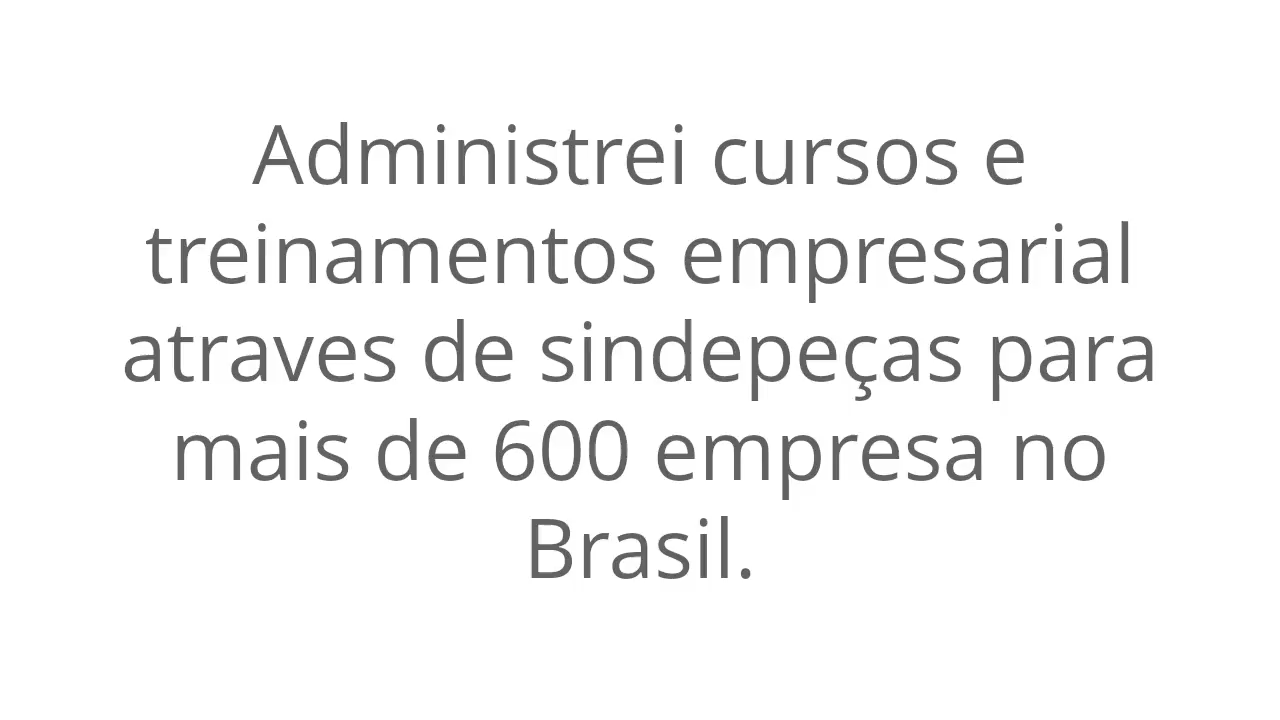 Administrei cursos e
treinamentos empresarial
atraves de sindepeças para
mais de 600 empresa no
Brasil.